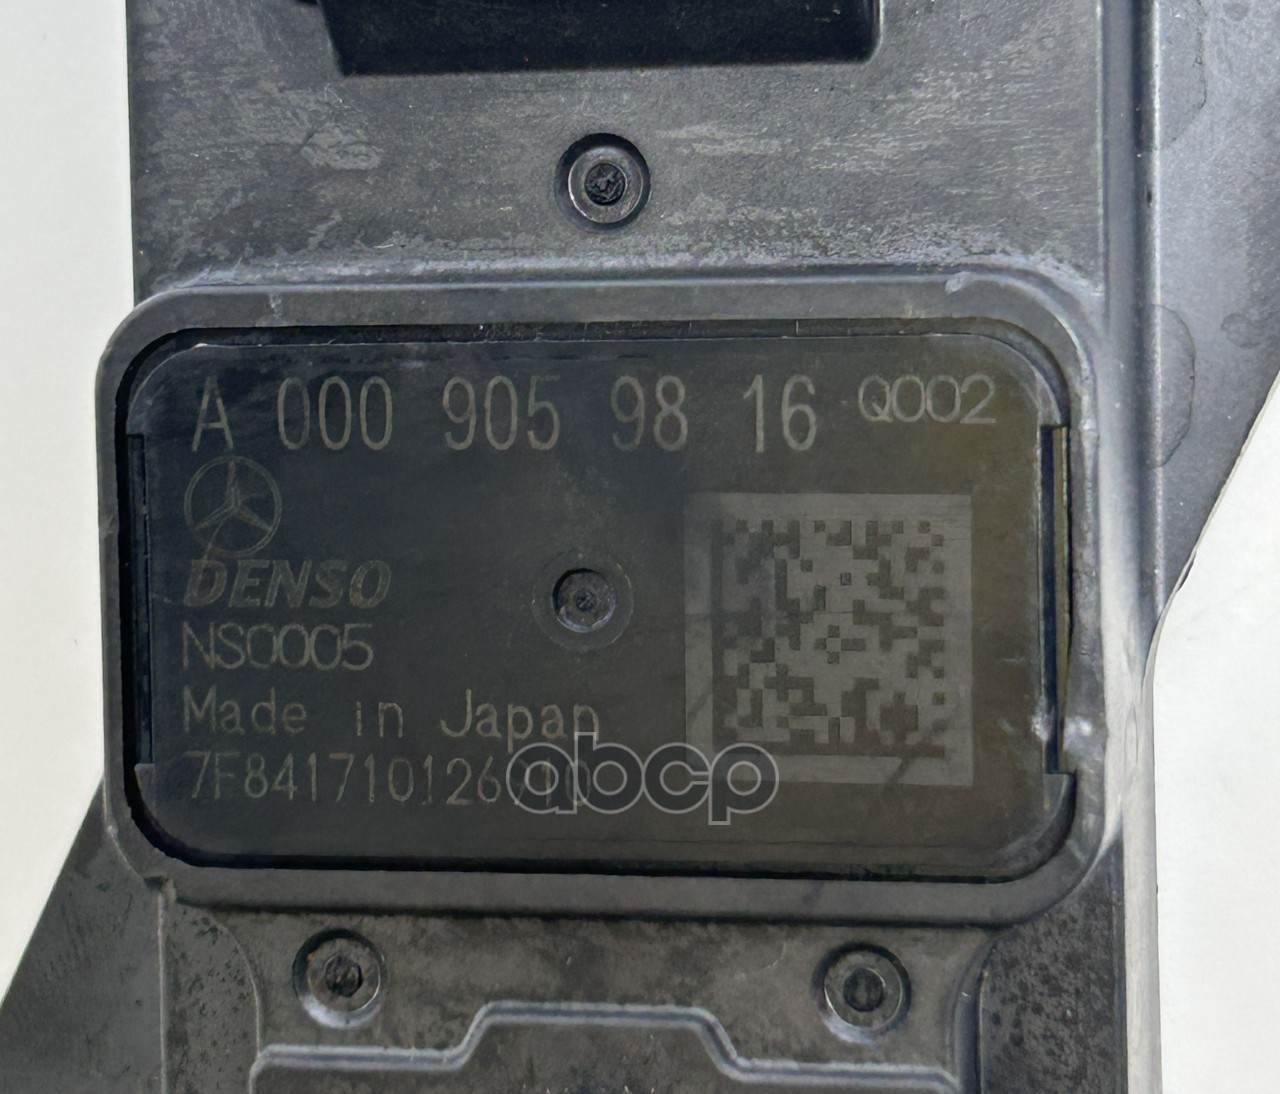 A 000 905 98 16 Q002
DENSO
NS0005
Made in Japan
abcp